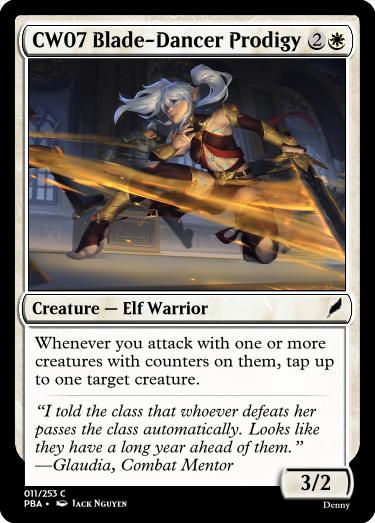 CW07 Blade-Dancer Prodigy 2
Creature — Elf Warrior
Whenever you attack with one or more
creatures with counters on them, tap up
to one target creature.
“I told the class that whoever defeats her
passes the class automatically. Looks like
they have a long year ahead of them.”
—Glaudia, Combat Mentor
3/2
011/253 C
PBA • Jack Nguyen
Denny